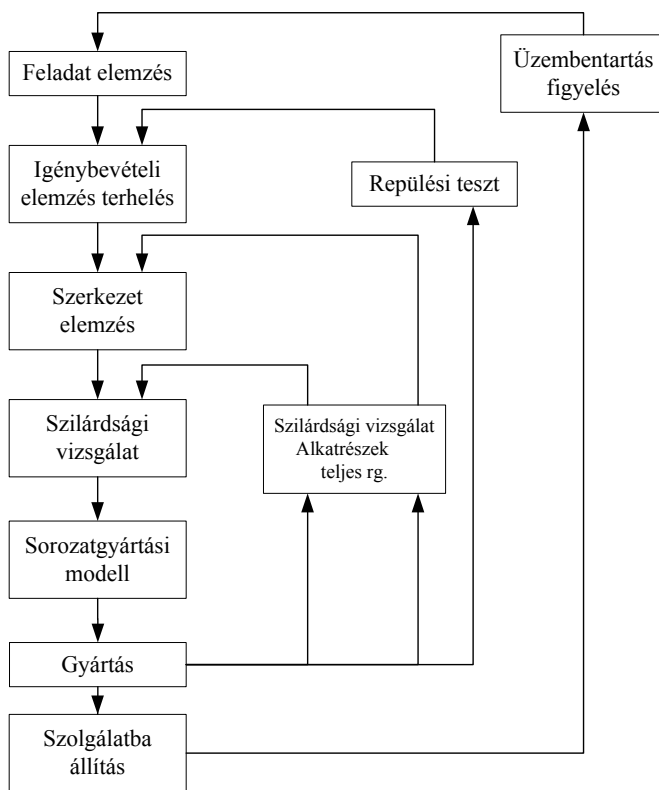 Feladat elemzés
Üzembentartás
figyelés
Igénybevételi
elemzés terhelés
Repülési teszt
Szerkezet
elemzés
Szilárdsági
vizsgálat
Szilárdsági vizsgálat
Alkatrészek
teljes rg.
Sorozatgyártási
modell
Gyártás
Szolgálatba
állítás